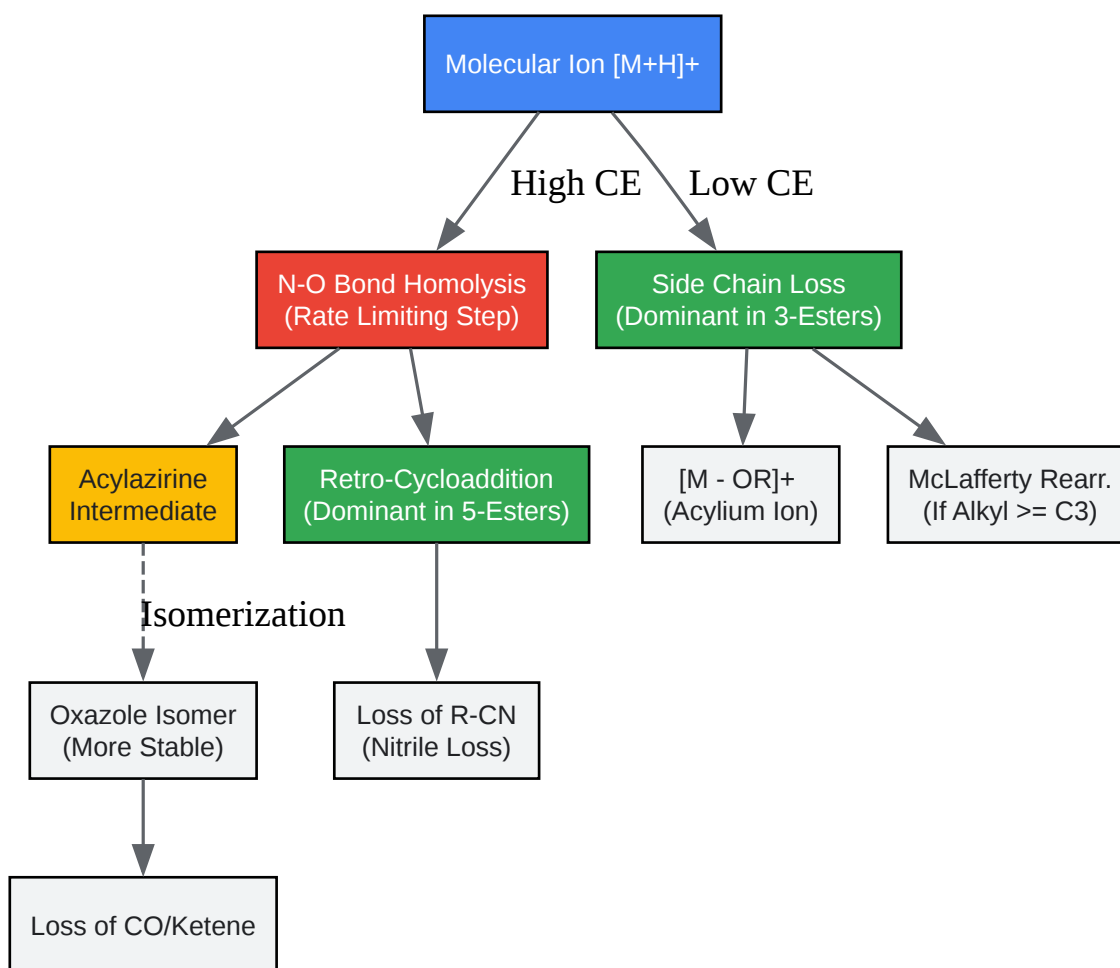 Molecular Ion [M+H]+
High CE
Low CE
N-O Bond Homolysis
(Rate Limiting Step)
Side Chain Loss
(Dominant in 3-Esters)
Acylazirine
Intermediate
Retro-Cycloaddition
(Dominant in 5-Esters)
[M - OR]+
(Acylium Ion)
McLafferty Rearr.
(If Alkyl >= C3)
Isomerization
Oxazole Isomer
(More Stable)
Loss of R-CN
(Nitrile Loss)
Loss of CO/Ketene